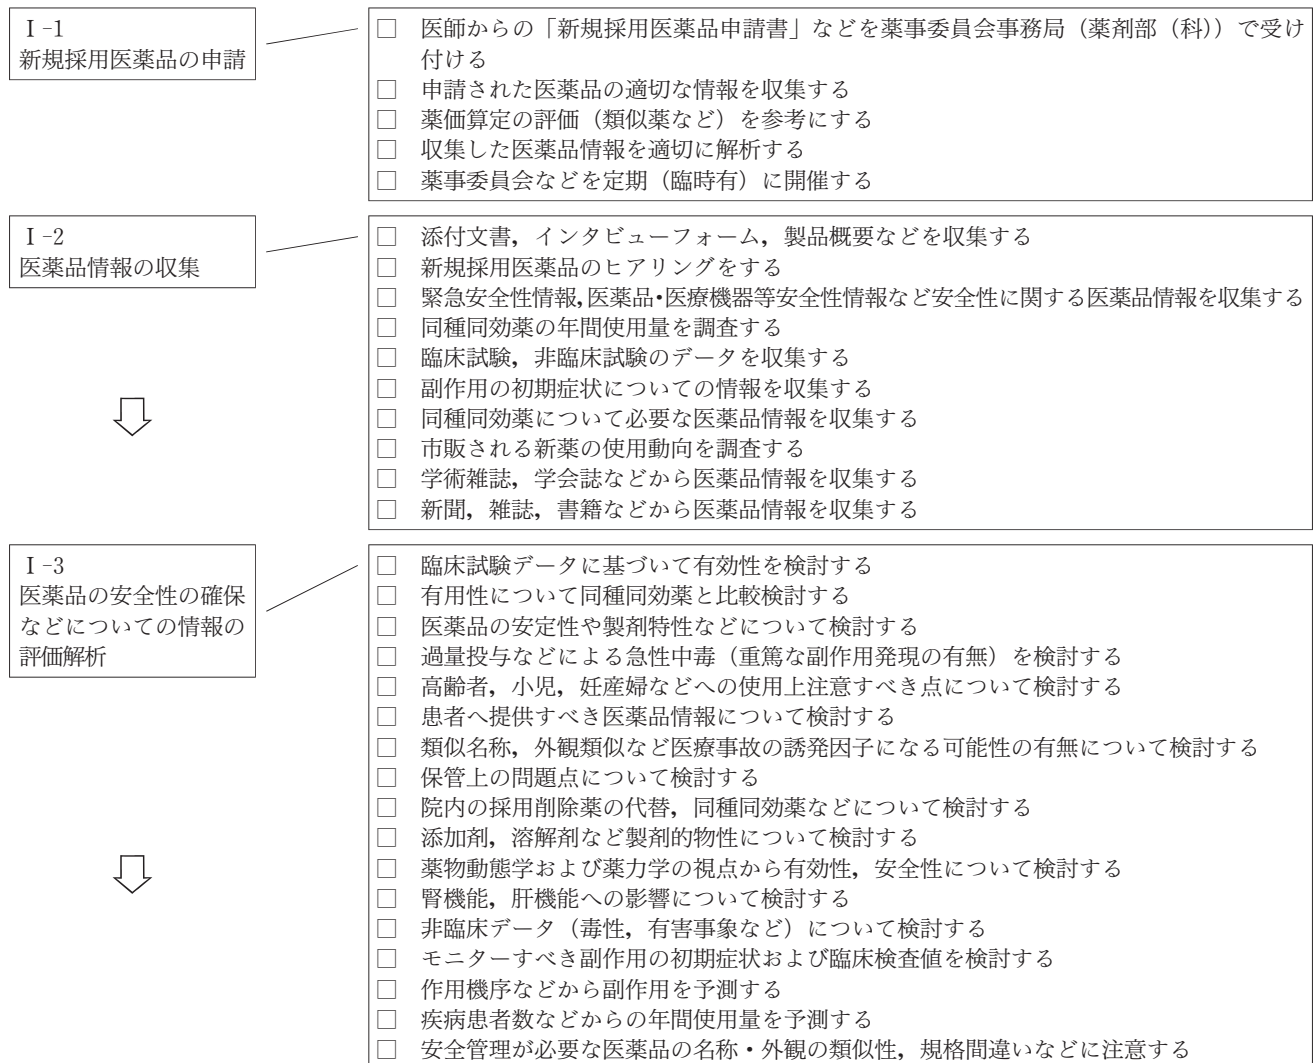 Ⅰ-1
新規採用医薬品の申請
□ 医師からの「新規採用医薬品申請書」などを薬事委員会事務局（薬剤部（科））で受け
付ける
□ 申請された医薬品の適切な情報を収集する
□ 薬価算定の評価（類似薬など）を参考にする
□ 収集した医薬品情報を適切に解析する
□ 薬事委員会などを定期（臨時有）に開催する
Ⅰ-2
医薬品情報の収集
□ 添付文書，インタビューフォーム，製品概要などを収集する
□ 新規採用医薬品のヒアリングをする
□ 緊急安全性情報，医薬品・医療機器等安全性情報など安全性に関する医薬品情報を収集する
□ 同種同効薬の年間使用量を調査する
□ 臨床試験，非臨床試験のデータを収集する
□ 副作用の初期症状についての情報を収集する
□ 同種同効薬について必要な医薬品情報を収集する
□ 市販される新薬の使用動向を調査する
□ 学術雑誌，学会誌などから医薬品情報を収集する
□ 新聞，雑誌，書籍などから医薬品情報を収集する
Ⅰ-3
医薬品の安全性の確保
などについての情報の
評価解析
□ 臨床試験データに基づいて有効性を検討する
□ 有用性について同種同効薬と比較検討する
□ 医薬品の安定性や製剤特性などについて検討する
□ 過量投与などによる急性中毒（重篤な副作用発現の有無）を検討する
□ 高齢者，小児，妊産婦などへの使用上注意すべき点について検討する
□ 患者へ提供すべき医薬品情報について検討する
□ 類似名称，外観類似など医療事故の誘発因子になる可能性の有無について検討する
□ 保管上の問題点について検討する
□ 院内の採用削除薬の代替，同種同効薬などについて検討する
□ 添加剤，溶解剤など製剤的物性について検討する
□ 薬物動態学および薬力学の視点から有効性，安全性について検討する
□ 腎機能，肝機能への影響について検討する
□ 非臨床データ（毒性，有害事象など）について検討する
□ モニターすべき副作用の初期症状および臨床検査値を検討する
□ 作用機序などから副作用を予測する
□ 疾病患者数などからの年間使用量を予測する
□ 安全管理が必要な医薬品の名称・外観の類似性，規格間違いなどに注意する